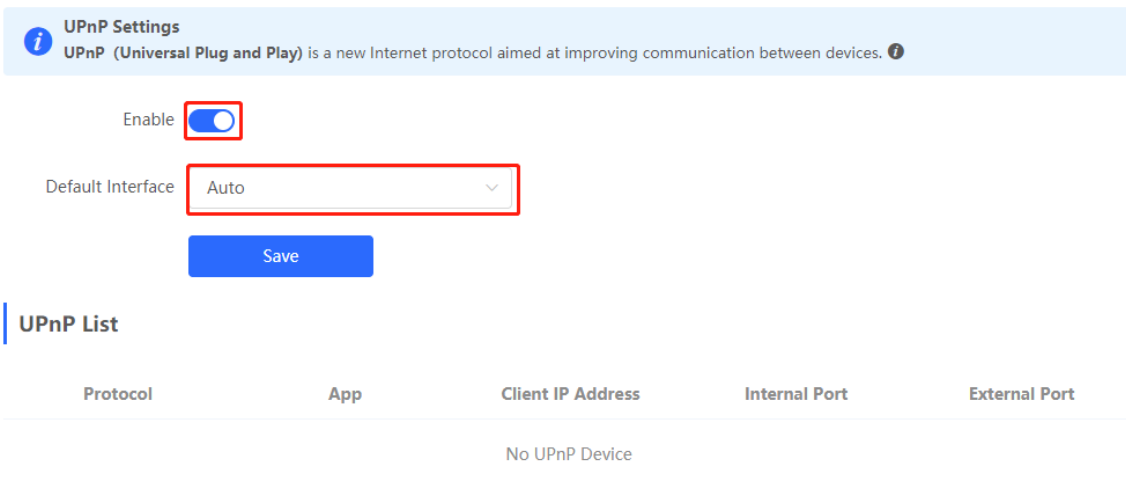 UPnP Settings
UPnP (Universal Plug and Play) is a new Internet protocol aimed at improving communication between devices.
Enable
Default Interface Auto
Save
UPnP List
Protocol App Client IP Address Internal Port External Port
No UPnP Device